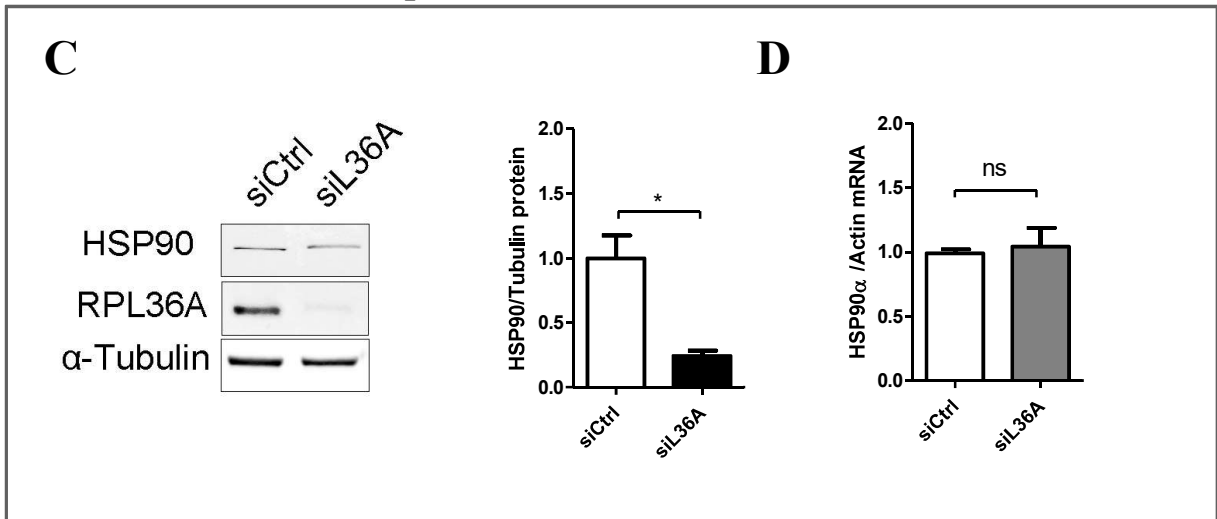 C
siCtrl
siL36A
HSP90
RPL36A
α-Tubulin
HSP90/Tubulin protein
2.0
1.5
1.0
0.5
0.0
*
siCtrl
siL36A
D
HSP90α /Actin mRNA
2.0
1.5
1.0
0.5
0.0
ns
siCtrl
siL36A